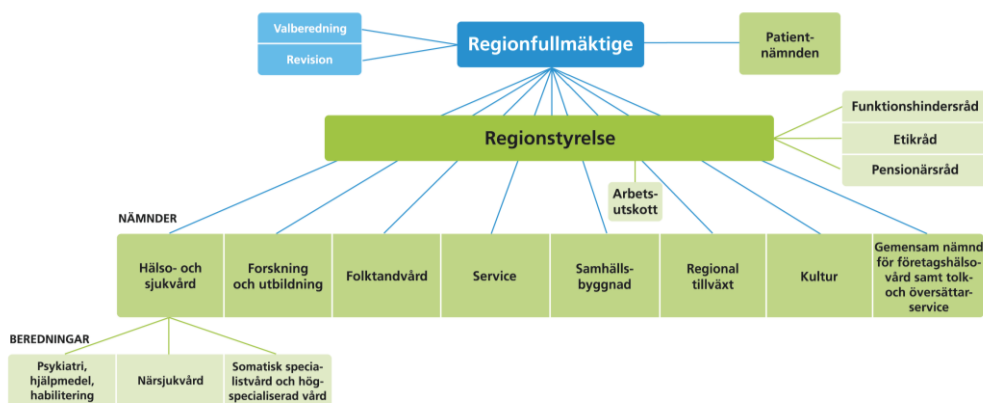 Valberedning
Revision
Regionfullmäktige
Patient-
nämnden
Regionstyrelse
Funktionshindersråd
Etikråd
Pensionärsråd
Arbets-
utskott
NÄMNDER
Hälso- och
sjukvård
Forskning
och utbildning
Folktandvård
Service
Samhälls-
byggnad
Regional
tillväxt
Kultur
Gemensam nämnd
för företagshälso-
vård samt tolk-
och översättar-
service
BEREDNINGAR
Psykiatri,
hjälpmedel,
habilitering
Närsjukvård
Somatisk specia-
listvård och hög-
specialiserad vård